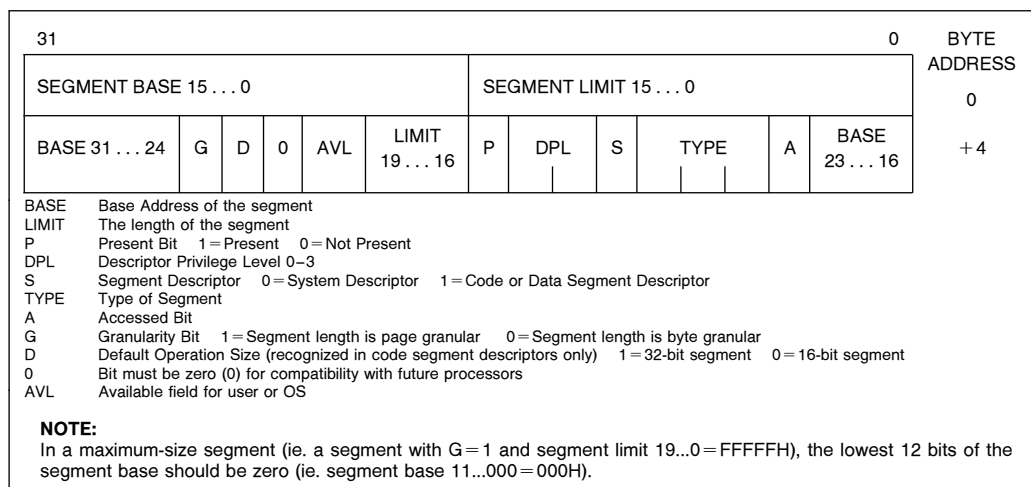 31 0 BYTE
ADDRESS
SEGMENT BASE 15 . . . 0 SEGMENT LIMIT 15 . . . 0 0
BASE 31 . . . 24 G D 0 AVL LIMIT
19 . . . 16 P DPL S TYPE A BASE
23 . . . 16 +4
BASE Base Address of the segment
LIMIT The length of the segment
P Present Bit 1=Present 0=Not Present
DPL Descriptor Privilege Level 0–3
S Segment Descriptor 0=System Descriptor 1=Code or Data Segment Descriptor
TYPE Type of Segment
A Accessed Bit
G Granularity Bit 1=Segment length is page granular 0=Segment length is byte granular
D Default Operation Size (recognized in code segment descriptors only) 1=32-bit segment 0=16-bit segment
0 Bit must be zero (0) for compatibility with future processors
AVL Available field for user or OS
NOTE:
In a maximum-size segment (ie. a segment with G=1 and segment limit 19...0=FFFFFH), the lowest 12 bits of the
segment base should be zero (ie. segment base 11...000=000H).